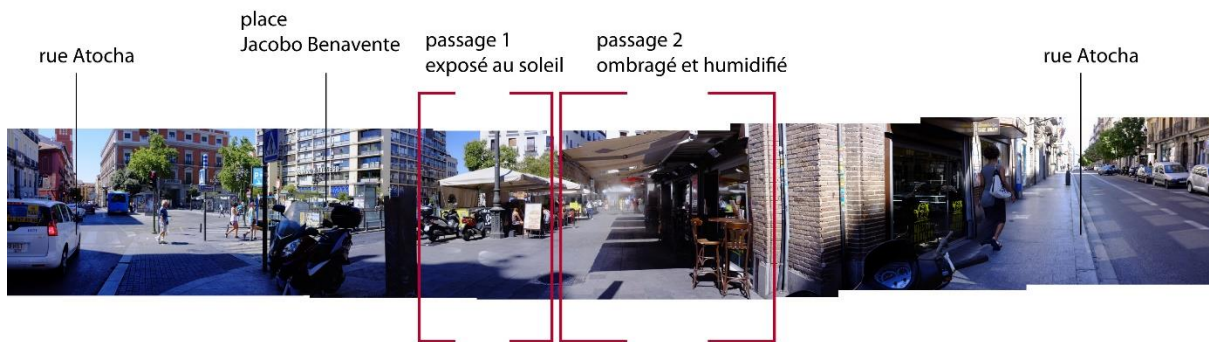 rue Atocha
place
Jacobo Benavente
passage 1
exposé au soleil
passage 2
ombragé et humidifié
rue Atocha